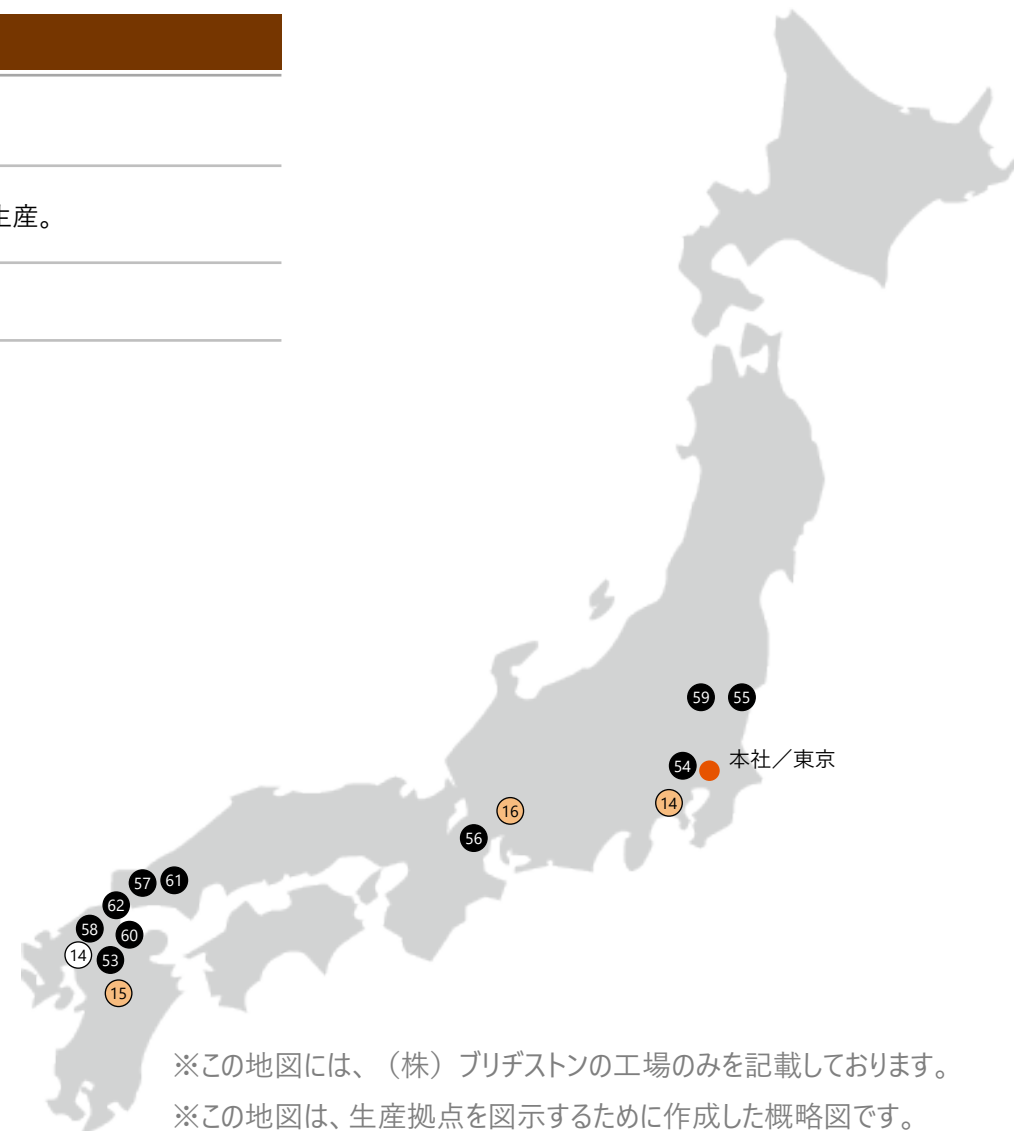 生産。
59 55
54 本社／東京
16 14
56
57 61
62
58 60
14 53
15
※この地図には、（株）ブリヂストンの工場のみを記載しております。
※この地図は、生産拠点を図示するために作成した概略図です。